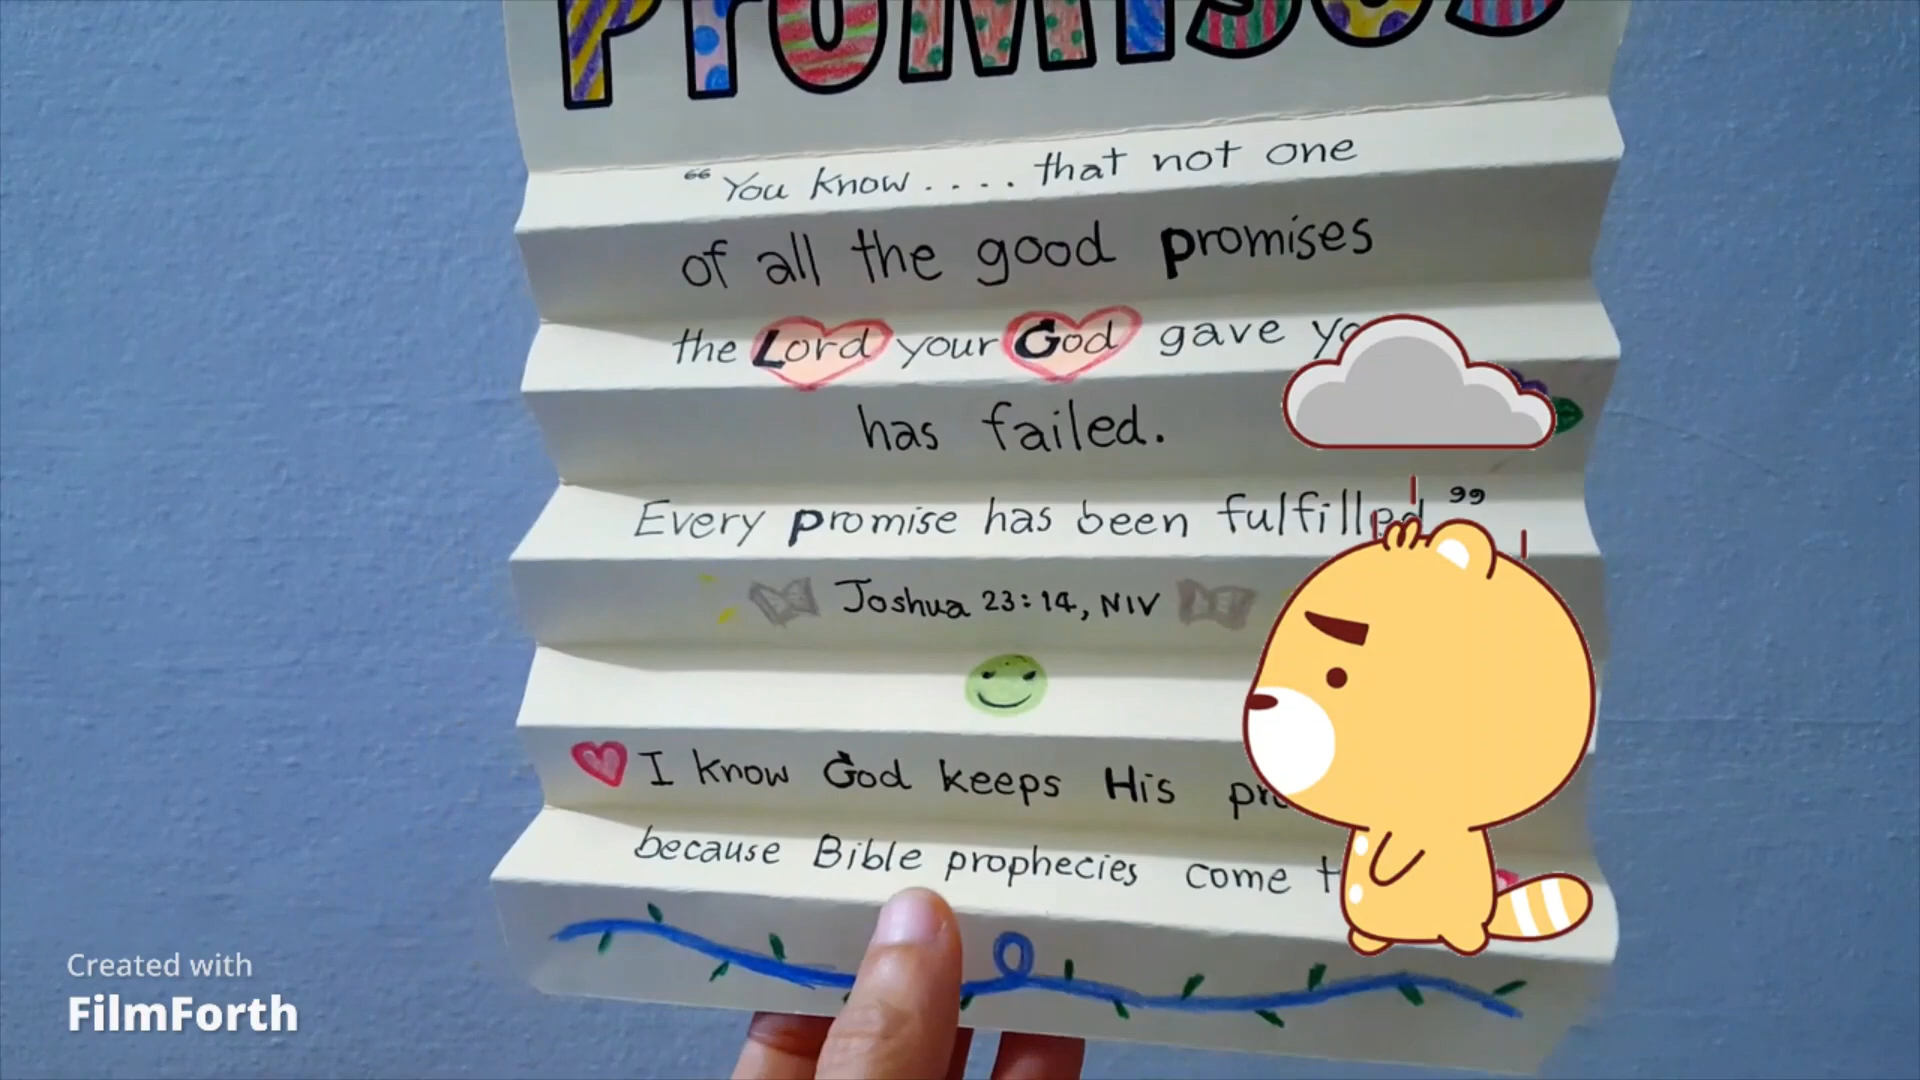 Promises
“You know.... that not one
of all the good promises
the Lord your God gave
has failed.
Every promise has been fulfilled”
Joshua 23:14, NIV
I know God keeps His
because Bible prophecies come
Created with
FilmForth